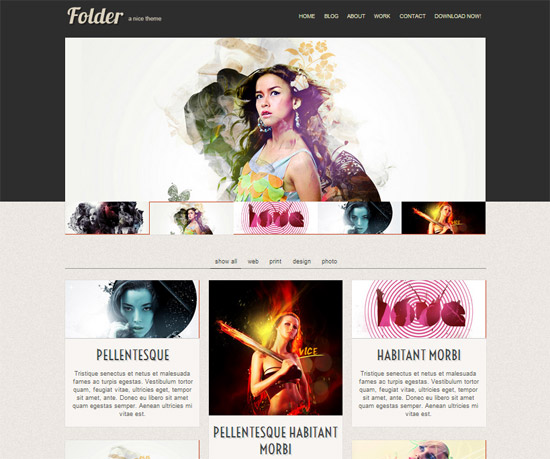 Folder a nice theme
HOME BLOG ABOUT WORK CONTACT DOWNLOAD NOW!
love
show all web print design photo
VICE
PELLENTESQUE
Tristique senectus et netus et malesuada
fames ac turpis egestas. Vestibulum tortor
quam, feugiat vitae, ultricies eget, tempor
sit amet, ante. Donec eu libero sit amet
quam egestas semper. Aenean ultricies mi
vitae est.
PELLENTESQUE HABITANT
MORBI
love
HABITANT MORBI
Tristique senectus et netus et malesuada
fames ac turpis egestas. Vestibulum tortor
quam, feugiat vitae, ultricies eget, tempor
sit amet, ante. Donec eu libero sit amet
quam egestas semper. Aenean ultricies mi
vitae est.